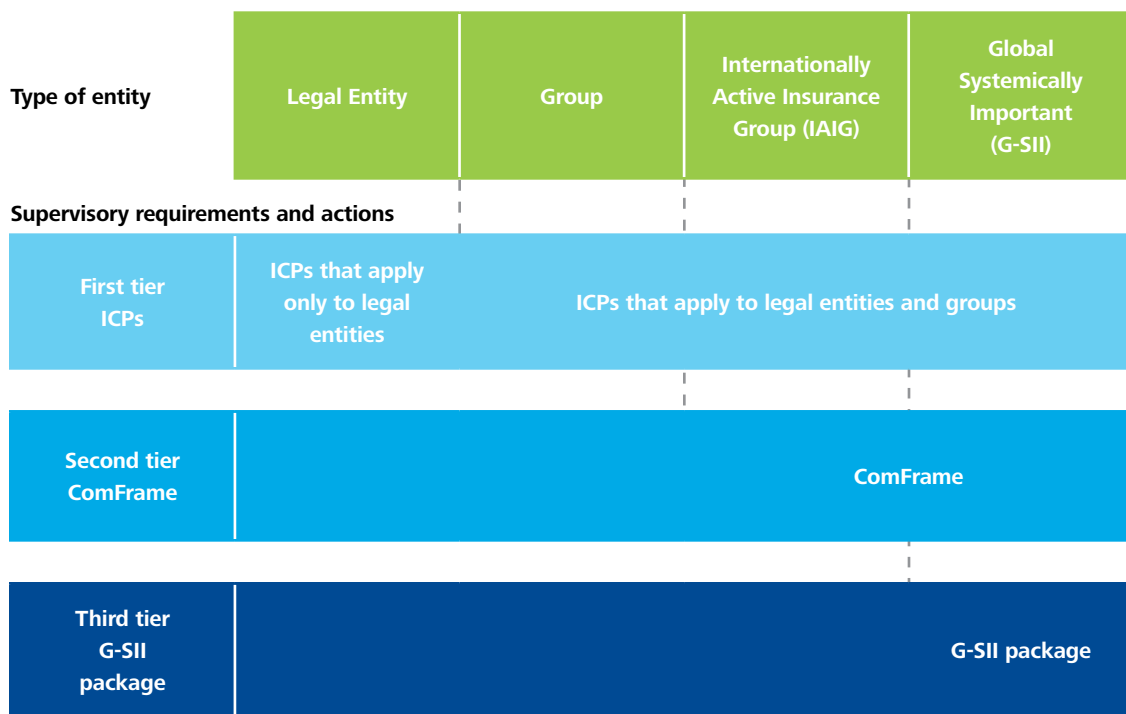 Type of entity
Legal Entity
Group
Internationally
Active Insurance
Group (IAIG)
Global
Systemically
Important
(G-SII)
Supervisory requirements and actions
First tier
ICPs
ICPs that apply
only to legal
entities
ICPs that apply to legal entities and groups
Second tier
ComFrame
ComFrame
Third tier
G-SII
package
G-SII package